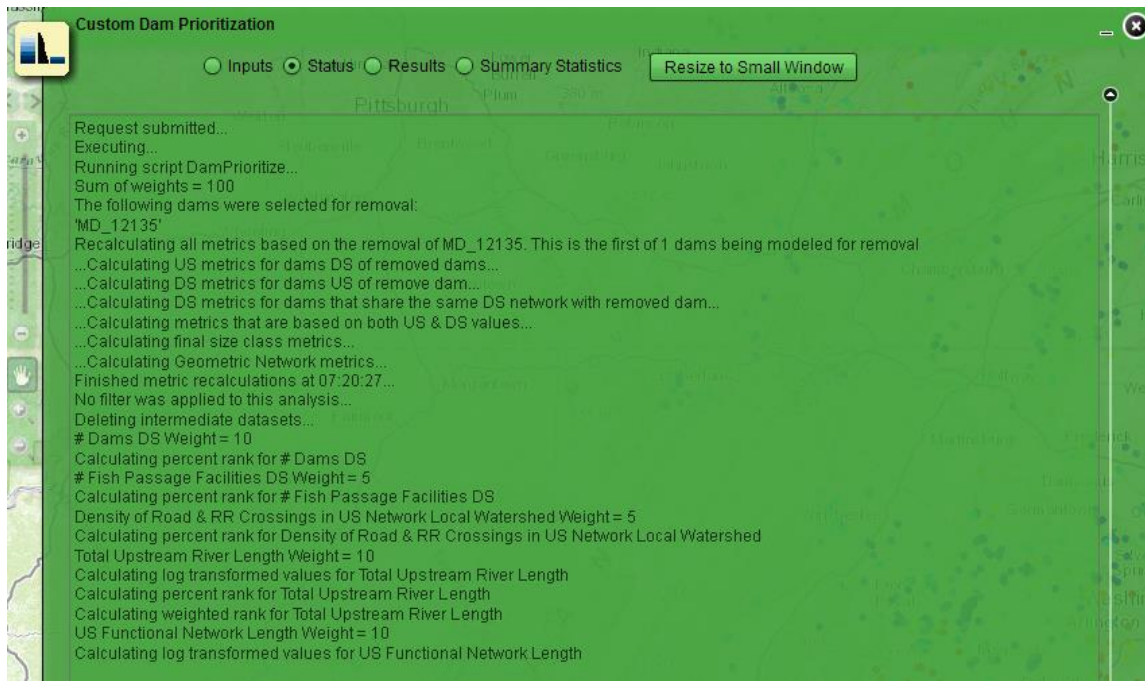 Custom Dam Prioritization
Inputs Status Results Summary Statistics Resize to Small Window
Pittsburgh
Request submitted...
Executing...
Running script DamPrioritize...
Sum of weights = 100
The following dams were selected for removal:
'MD_12135'
Recalculating all metrics based on the removal of MD_12135. This is the first of 1 dams being modeled for removal
...Calculating US metrics for dams DS of removed dams...
...Calculating DS metrics for dams US of remove dam...
...Calculating DS metrics for dams that share the same DS network with removed dam...
...Calculating metrics that are based on both US & DS values...
...Calculating final size class metrics...
...Calculating Geometric Network metrics...
Finished metric recalculations at 07:20:27...
No filter was applied to this analysis...
Deleting intermediate datasets...
# Dams DS Weight = 10
Calculating percent rank for # Dams DS
# Fish Passage Facilities DS Weight = 5
Calculating percent rank for # Fish Passage Facilities DS
Density of Road & RR Crossings in US Network Local Watershed Weight = 5
Calculating percent rank for Density of Road & RR Crossings in US Network Local Watershed
Total Upstream River Length Weight = 10
Calculating log transformed values for Total Upstream River Length
Calculating percent rank for Total Upstream River Length
Calculating weighted rank for Total Upstream River Length
US Functional Network Length Weight = 10
Calculating log transformed values for US Functional Network Length